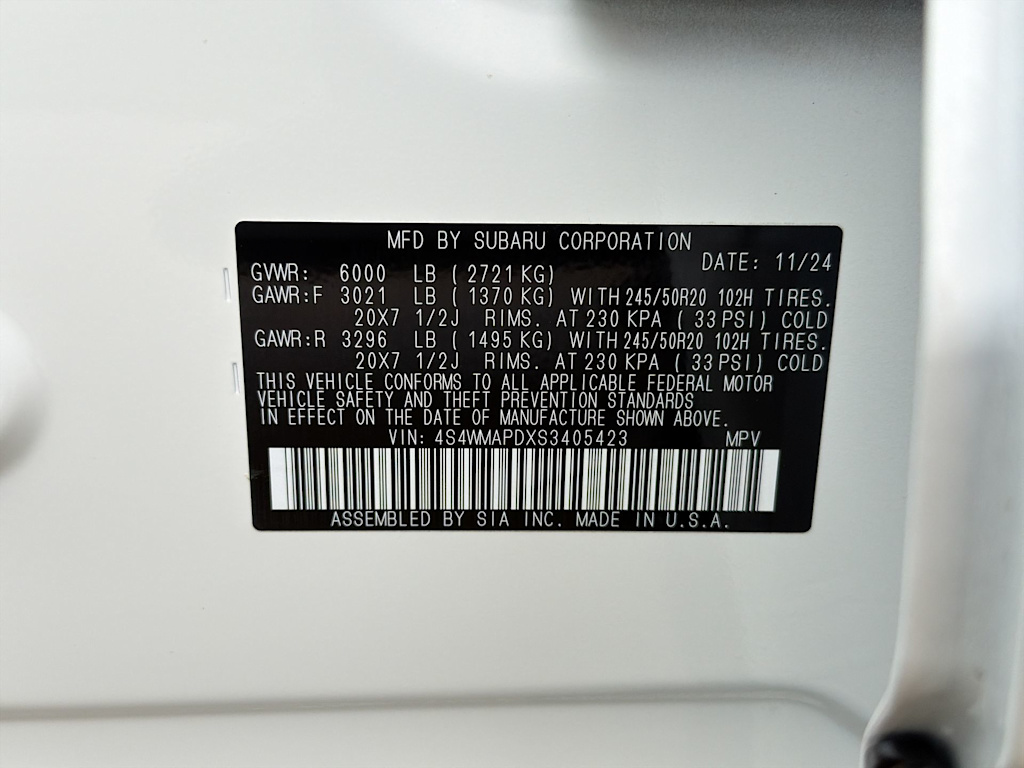 MFD BY SUBARU CORPORATION
DATE: 11/24
GVWR: 6000 LB (2721KG)
GAWR:F 3021 LB (1370 KG) WITH 245/50R20 102H TIRES.
20X7 1/2J RIMS. AT 230 KPA (33 PSI) COLD
GAWR:R 3296 LB (1495 KG) WITH 245/50R20 102H TIRES.
20X7 1/2J RIMS. AT 230 KPA (33 PSI) COLD
THIS VEHICLE CONFORMS TO ALL APPLICABLE FEDERAL MOTOR
VEHICLE SAFETY AND THEFT PREVENTION STANDARDS
IN EFFECT ON THE DATE OF MANUFACTURE SHOWN ABOVE.
VIN: 4S4WMAPDXS3405423 MPV
ASSEMBLED BY SIA INC. MADE IN U.S.A.